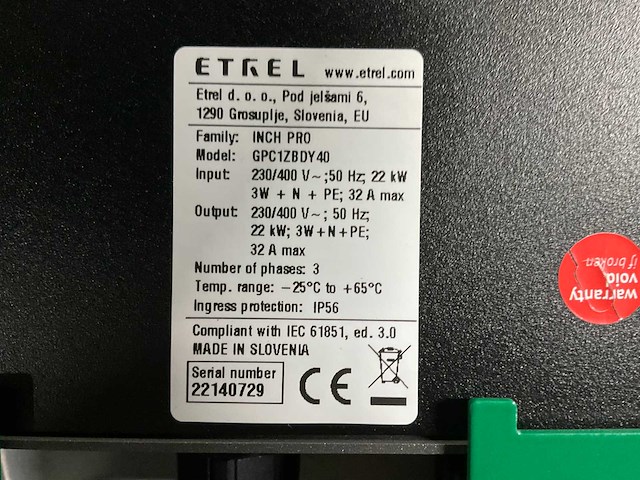 ETREL www.etrel.com
Etrel d. o. o., Pod jelšami 6,
1290 Grosuplje, Slovenia, EU
Family: INCH PRO
Model: GPC1ZBDY40
Input: 230/400 V~;50 Hz; 22 kW
3W + N + PE; 32 A max
Output: 230/400 V~; 50 Hz;
22 kW; 3W+N+PE;
32 A max
Number of phases: 3
Temp. range: -25°C to +65°C
Ingress protection: IP56
Compliant with IEC 61851, ed. 3.0
MADE IN SLOVENIA
Serial number
22140729
CE
warranty
void
if broken